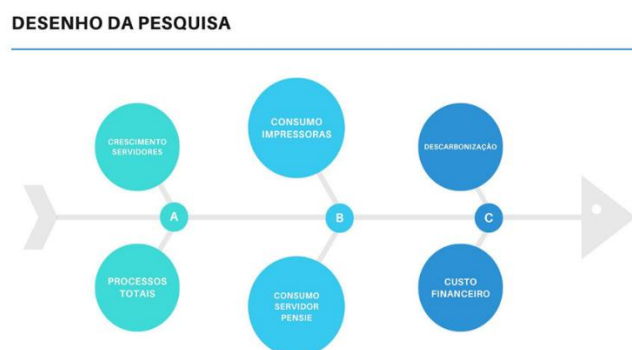 DESENHO DA PESQUISA
CONSUMO
IMPRESSORAS
CRESCIMENTO
SERVIDORES
DESCARBONIZAÇÃO
A
B
C
PROCESSOS
TOTAIS
CONSUMO
SERVIDOR
PENSIE
CUSTO
FINANCEIRO